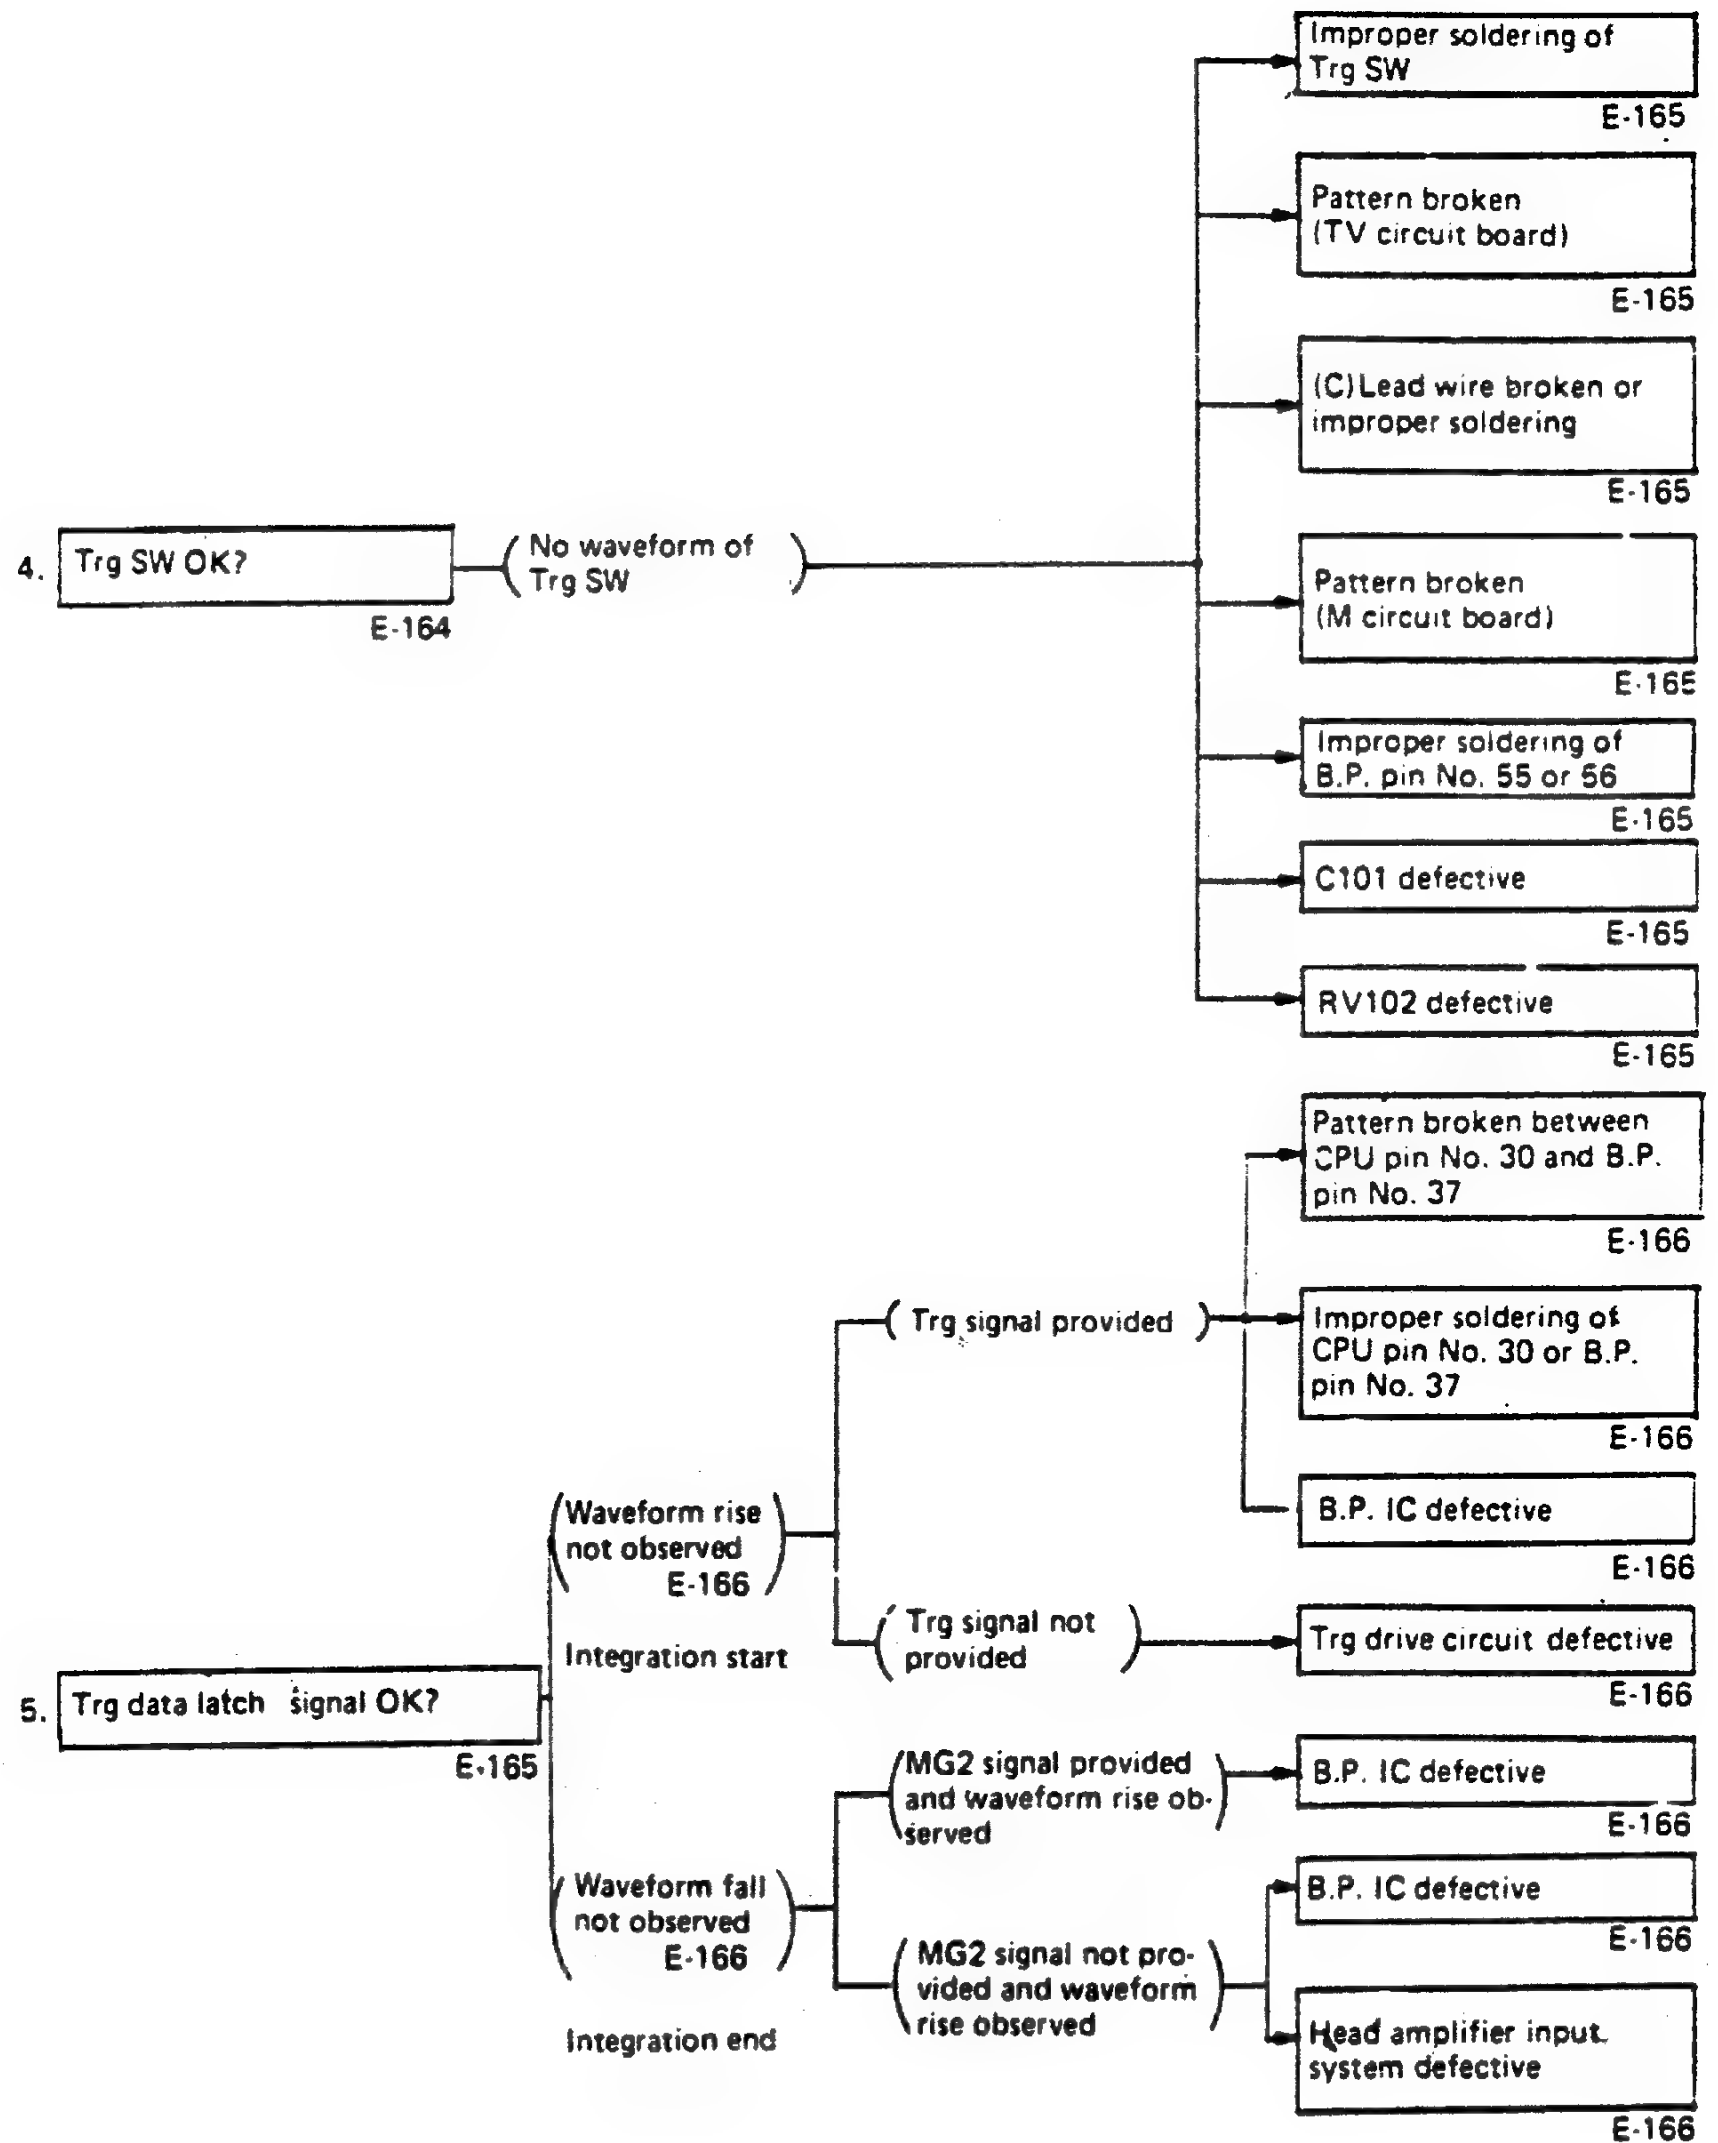 Improper soldering of
Trg SW
E-165
Pattern broken
(TV circuit board)
E-165
(C)Lead wire broken or
improper soldering
E-165
4.
Trg SW OK?
E-164
No waveform of
Trg SW
Pattern broken
(M circuit board)
E-165
Improper soldering of
B.P. pin No. 55 or 56
E-165
C101 defective
E-165
RV102 defective
E-165
Pattern broken between
CPU pin No. 30 and B.P.
pin No. 37
E-166
Trg signal provided
Improper soldering of
CPU pin No. 30 or B.P.
pin No. 37
E-166
Waveform rise
not observed
E-166
B.P. IC defective
E-166
Integration start
Trg signal not
provided
Trg drive circuit defective
E-166
5.
Trg data latch signal OK?
E-165
MG2 signal provided
and waveform rise ob-
served
B.P. IC defective
E-166
Waveform fall
not observed
E-166
B.P. IC defective
E-166
MG2 signal not pro-
vided and waveform
rise observed
Integration end
Head amplifier input
system defective
E-166